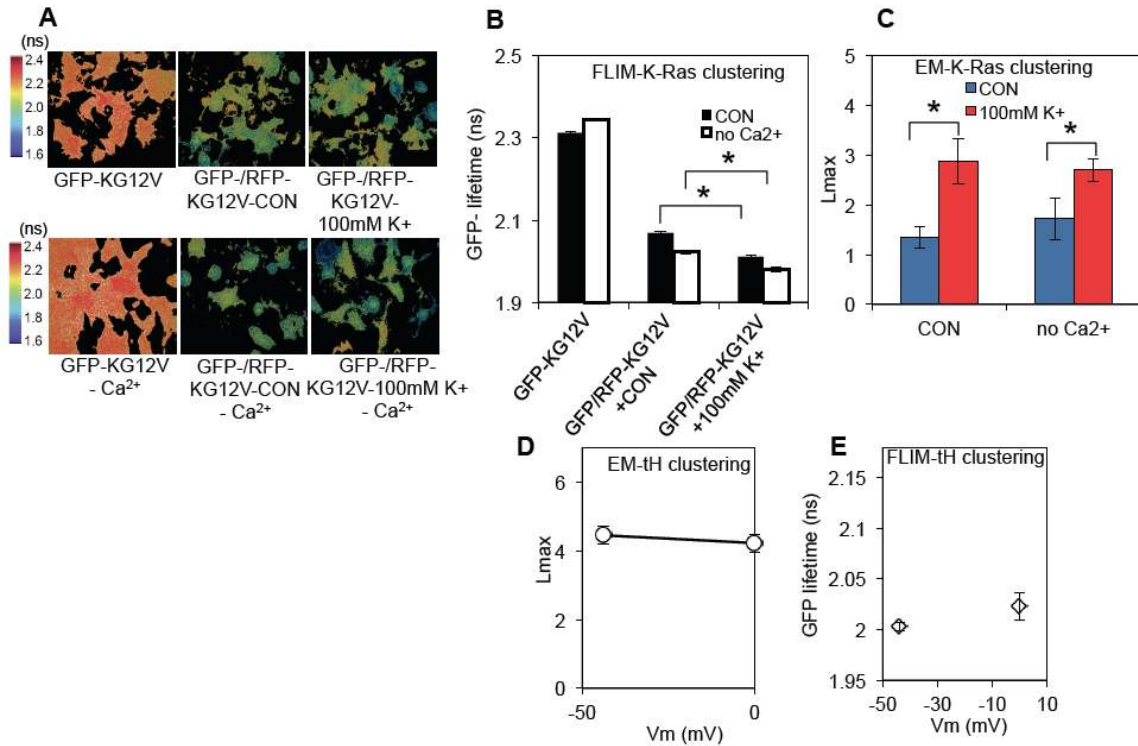 A
(ns)
2.4
2.2
2.0
1.8
1.6
GFP-KG12V
GFP-/RFP-
KG12V-CON
GFP-/RFP-
KG12V-
100mM K+
(ns)
2.4
2.2
2.0
1.8
1.6
GFP-KG12V
- Ca2+
GFP-/RFP-
KG12V-CON
- Ca2+
GFP-/RFP-
KG12V-100mM K+
- Ca2+
B
FLIM-K-Ras clustering
CON
no Ca2+
*
*
GFP- lifetime (ns)
2.5
2.3
2.1
1.9
GFP-KG12V
GFP/RFP-KG12V
+CON
GFP/RFP-KG12V
+100mM K+
C
EM-K-Ras clustering
CON
100mM K+
*
*
Lmax
5
4
3
2
1
0
CON
no Ca2+
D
EM-tH clustering
Lmax
6
4
2
0
-50
0
Vm (mV)
E
FLIM-tH clustering
GFP lifetime (ns)
2.15
2.1
2.05
2
1.95
-50
-30
-10
10
Vm (mV)